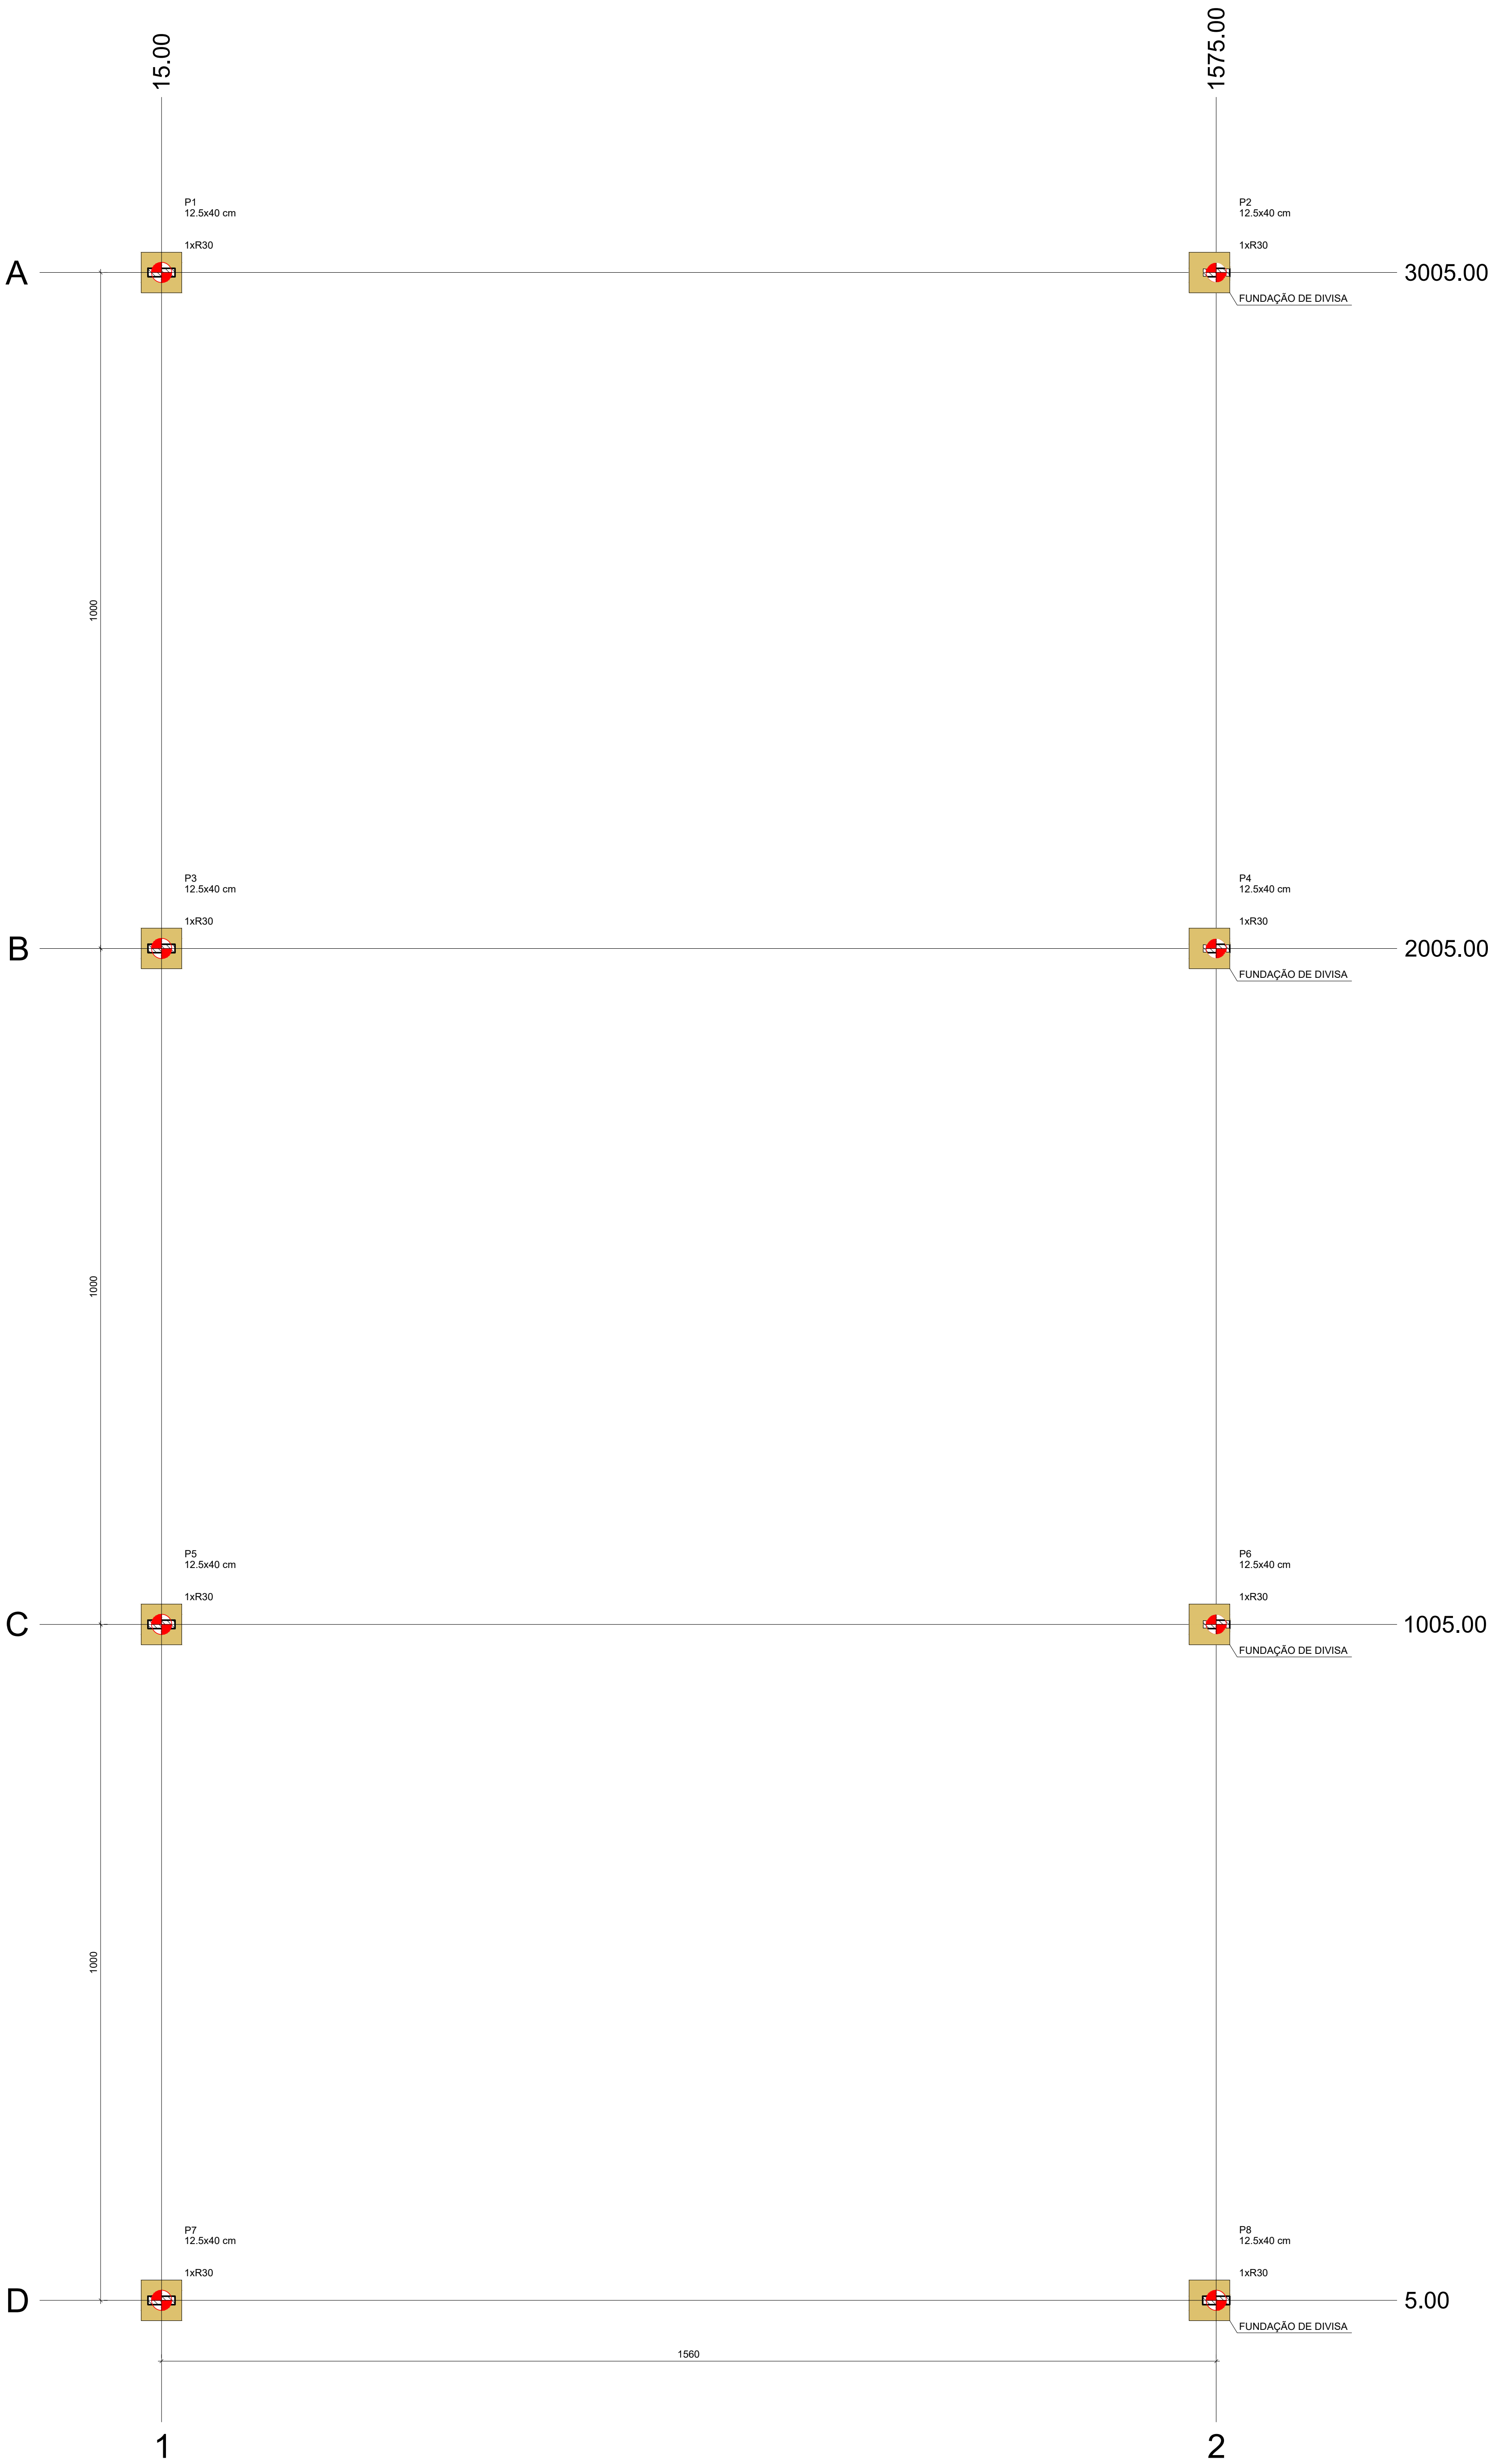 15.00
1575.00
P1
12.5x40 cm
1xR30
P2
12.5x40 cm
1xR30
A
3005.00
FUNDAÇÃO DE DIVISA
1000
P3
12.5x40 cm
1xR30
P4
12.5x40 cm
1xR30
B
2005.00
FUNDAÇÃO DE DIVISA
1000
P5
12.5x40 cm
1xR30
P6
12.5x40 cm
1xR30
C
1005.00
FUNDAÇÃO DE DIVISA
1000
P7
12.5x40 cm
1xR30
P8
12.5x40 cm
1xR30
D
5.00
FUNDAÇÃO DE DIVISA
1560
1
2